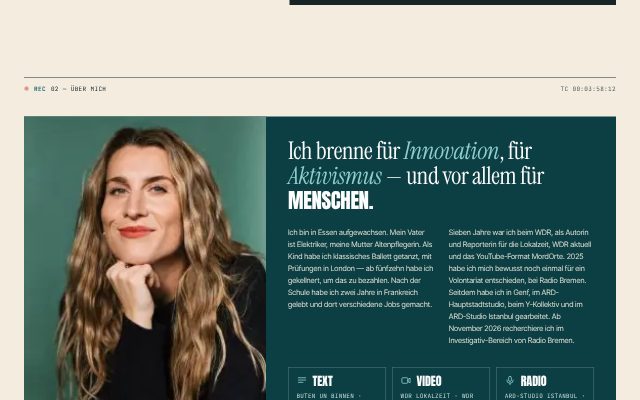 REC 02 — ÜBER MICH
TC 00:03:58:12
Ich brenne für Innovation, für
Aktivismus — und vor allem für
MENSCHEN.
Ich bin in Essen aufgewachsen. Mein Vater
ist Elektriker, meine Mutter Altenpflegerin. Als
Kind habe ich klassisches Ballett getanzt, mit
Prüfungen in London — ab fünfzehn habe ich
gekellnert, um das zu bezahlen. Nach der
Schule habe ich zwei Jahre in Frankreich
gelebt und dort verschiedene Jobs gemacht.
Sieben Jahre war ich beim WDR, als Autorin
und Reporterin für die Lokalzeit, WDR aktuell
und das YouTube-Format MordOrte. 2025
habe ich mich bewusst noch einmal für ein
Volontariat entschieden, bei Radio Bremen.
Seitdem habe ich in Genf, im ARD-
Hauptstadtstudio, beim Y-Kollektiv und im
ARD-Studio Istanbul gearbeitet. Ab
November 2026 recherchiere ich im
Investigativ-Bereich von Radio Bremen.
TEXT
BUTEN UN BINNEN ·
VIDEO
WDR LOKALZEIT · WDR
RADIO
ARD-STUDIO ISTANBUL ·